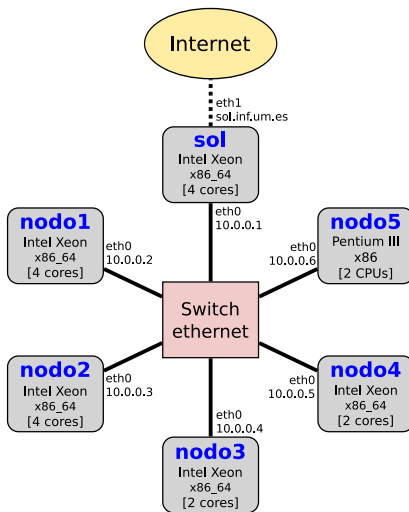 Internet
eth1
sol.inf.um.es
sol
Intel Xeon
x86_64
[4 cores]
eth0
10.0.0.1
nodo1
Intel Xeon
x86_64
[4 cores]
eth0
10.0.0.2
nodo5
Pentium III
x86
[2 CPUs]
eth0
10.0.0.6
Switch
ethernet
nodo2
Intel Xeon
x86_64
[4 cores]
eth0
10.0.0.3
nodo4
Intel Xeon
x86_64
[2 cores]
eth0
10.0.0.5
eth0
10.0.0.4
nodo3
Intel Xeon
x86_64
[2 cores]